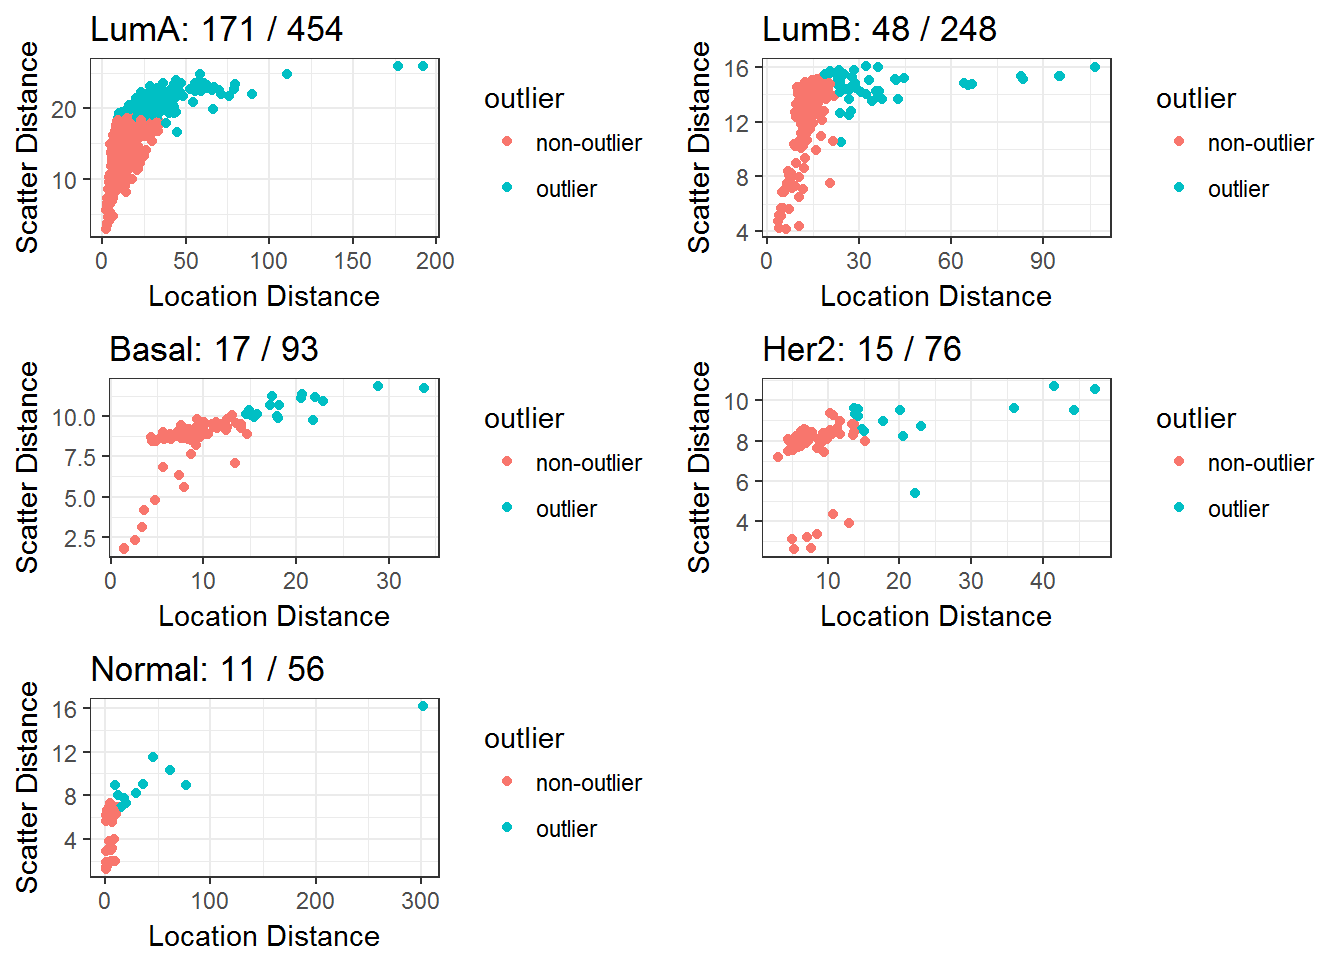 LumA: 171 / 454
Scatter Distance
20
10
0
50
100
150
200
Location Distance
outlier
non-outlier
outlier
LumB: 48 / 248
Scatter Distance
16
12
8
4
0
30
60
90
Location Distance
outlier
non-outlier
outlier
Basal: 17 / 93
Scatter Distance
10.0
7.5
5.0
2.5
0
10
20
30
Location Distance
outlier
non-outlier
outlier
Her2: 15 / 76
Scatter Distance
10
8
6
4
10
20
30
40
Location Distance
outlier
non-outlier
outlier
Normal: 11 / 56
Scatter Distance
16
12
8
4
0
100
200
300
Location Distance
outlier
non-outlier
outlier